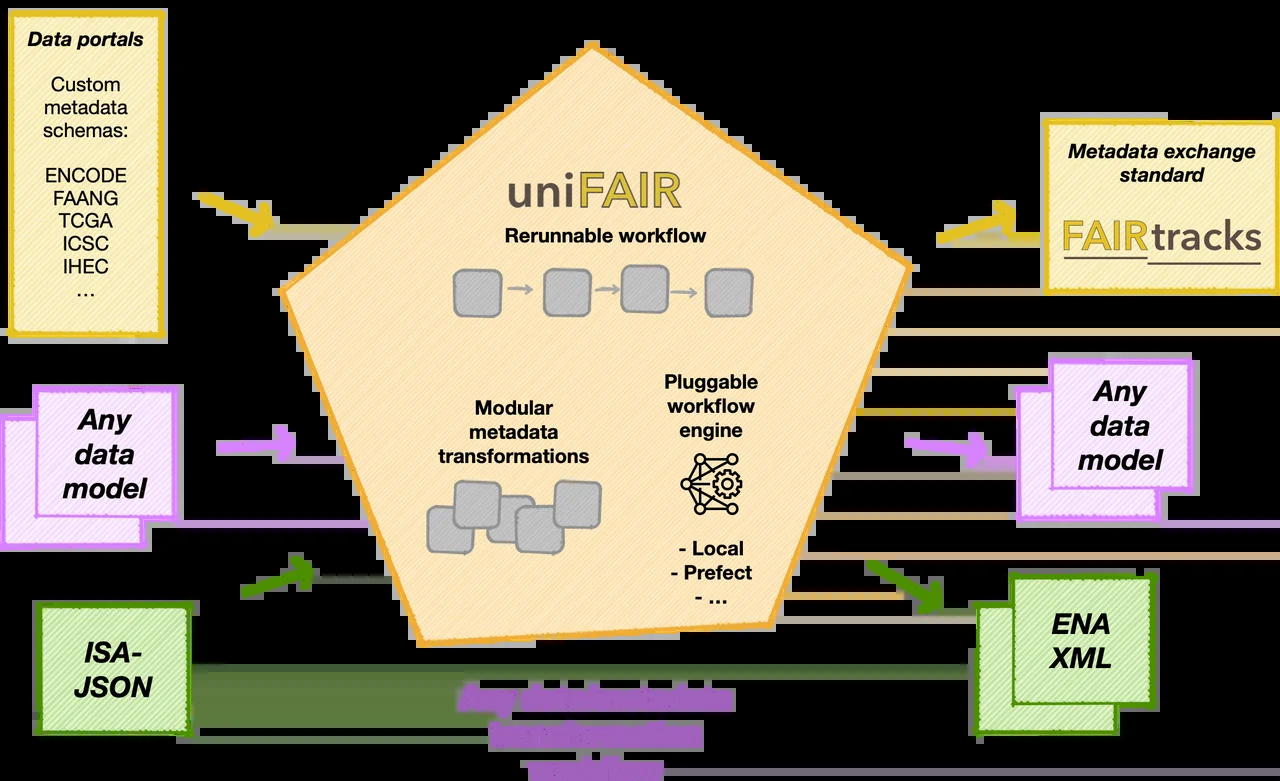 Data portals
Custom
metadata
schemas:
ENCODE
FAANG
TCGA
ICSC
IHEC
...
Any
data
model
ISA-
JSON
uniFAIR
Rerunnable workflow
Modular
metadata
transformations
Pluggable
workflow
engine
- Local
- Prefect
- ...
Metadata exchange
standard
FAIRtracks
Any
data
model
ENA
XML